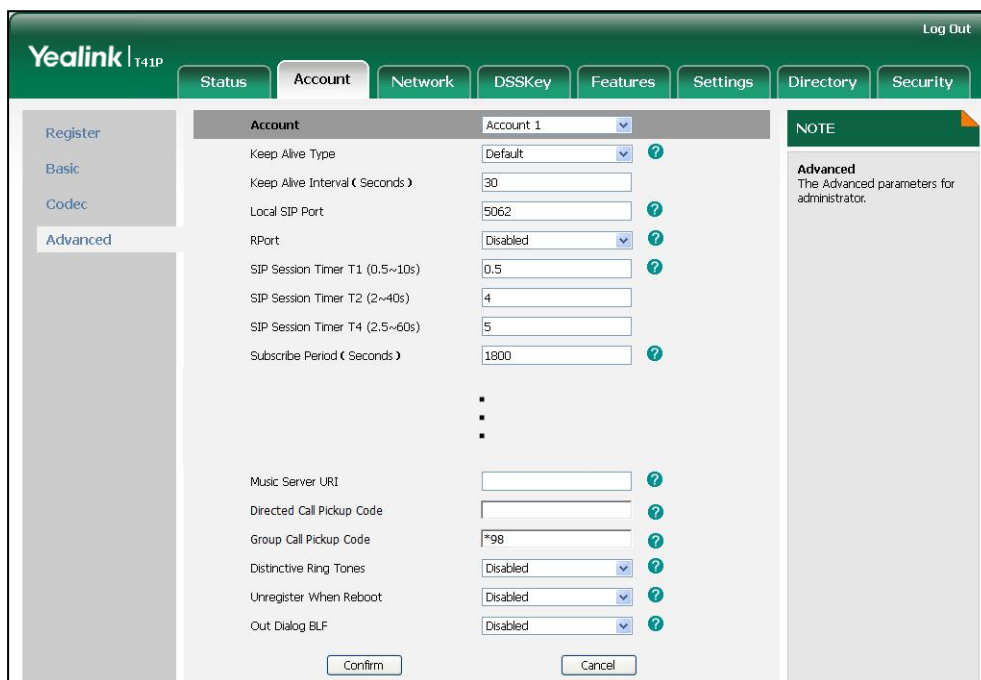 Log Out
Yealink | T41P
Status Account Network DSSKey Features Settings Directory Security
Register
Basic
Codec
Advanced
Account Account 1
Keep Alive Type Default ?
Keep Alive Interval ( Seconds ) 30
Local SIP Port 5062 ?
RPort Disabled ?
SIP Session Timer T1 (0.5~10s) 0.5 ?
SIP Session Timer T2 (2~40s) 4
SIP Session Timer T4 (2.5~60s) 5
Subscribe Period ( Seconds ) 1800 ?
Music Server URI ?
Directed Call Pickup Code ?
Group Call Pickup Code *98 ?
Distinctive Ring Tones Disabled ?
Unregister When Reboot Disabled ?
Out Dialog BLF Disabled ?
Confirm Cancel
NOTE
Advanced
The Advanced parameters for
administrator.